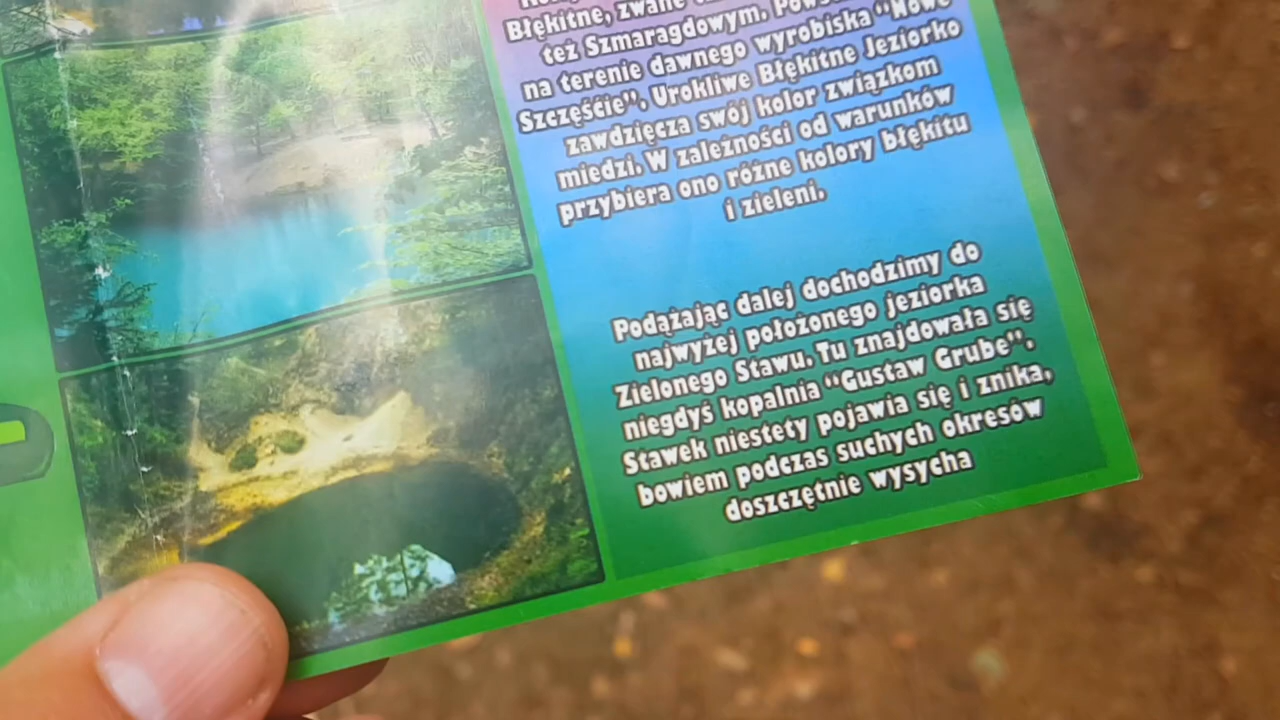 Błękitne, zwane
też Szmaragdowym.
na terenie dawnego wyrobiska "Nowe
Szczęście". Urokliwe Błękitne Jeziorko
zawdzięcza swój kolor związkom
miedzi. W zależności od warunków
przybiera ono różne kolory błękitu
i zieleni.
Podążając dalej dochodzimy do
najwyżej położonego jeziorka
Zielonego Stawu. Tu znajdowała się
niegdyś kopalnia "Gustaw Grube".
Stawek niestety pojawia się i znika,
bowiem podczas suchych okresów
doszczętnie wysycha